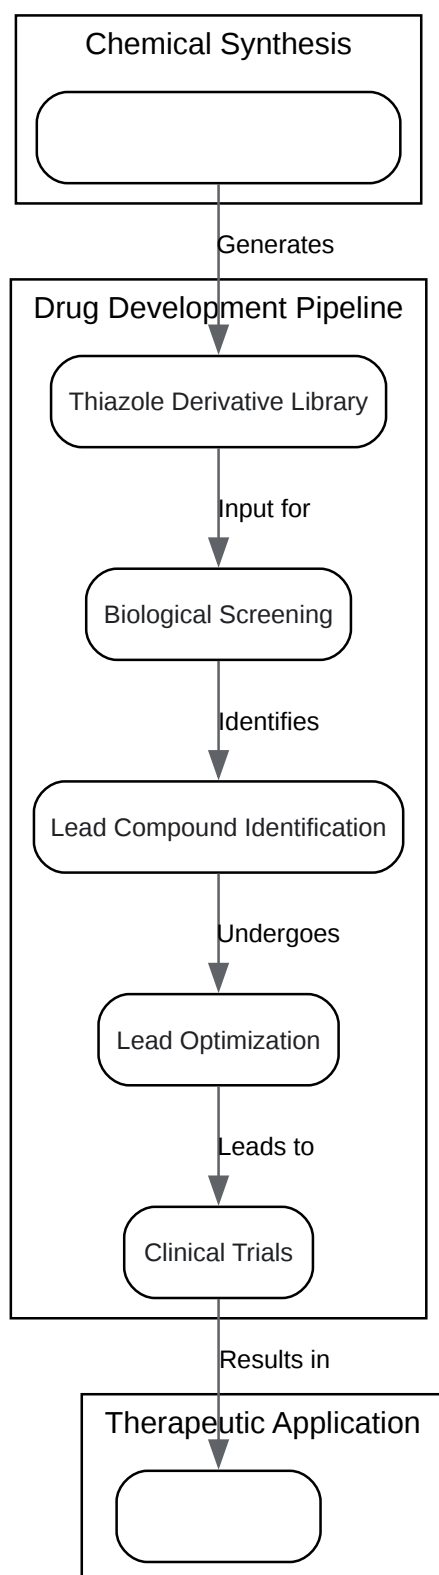 Chemical Synthesis
Generates
Drug Development Pipeline
Thiazole Derivative Library
Input for
Biological Screening
Identifies
Lead Compound Identification
Undergoes
Lead Optimization
Leads to
Clinical Trials
Results in
Therapeutic Application